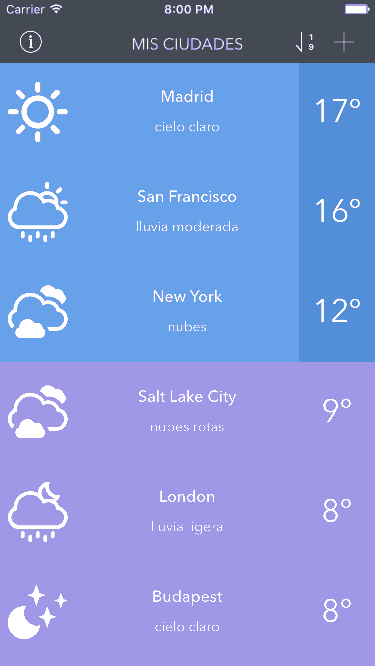 Carrier 8:00 PM
MIS CIUDADES
1
9
Madrid
cielo claro
17°
San Francisco
lluvia moderada
16°
New York
nubes
12°
Salt Lake City
nubes rotas
9°
London
lluvia ligera
8°
Budapest
cielo claro
8°